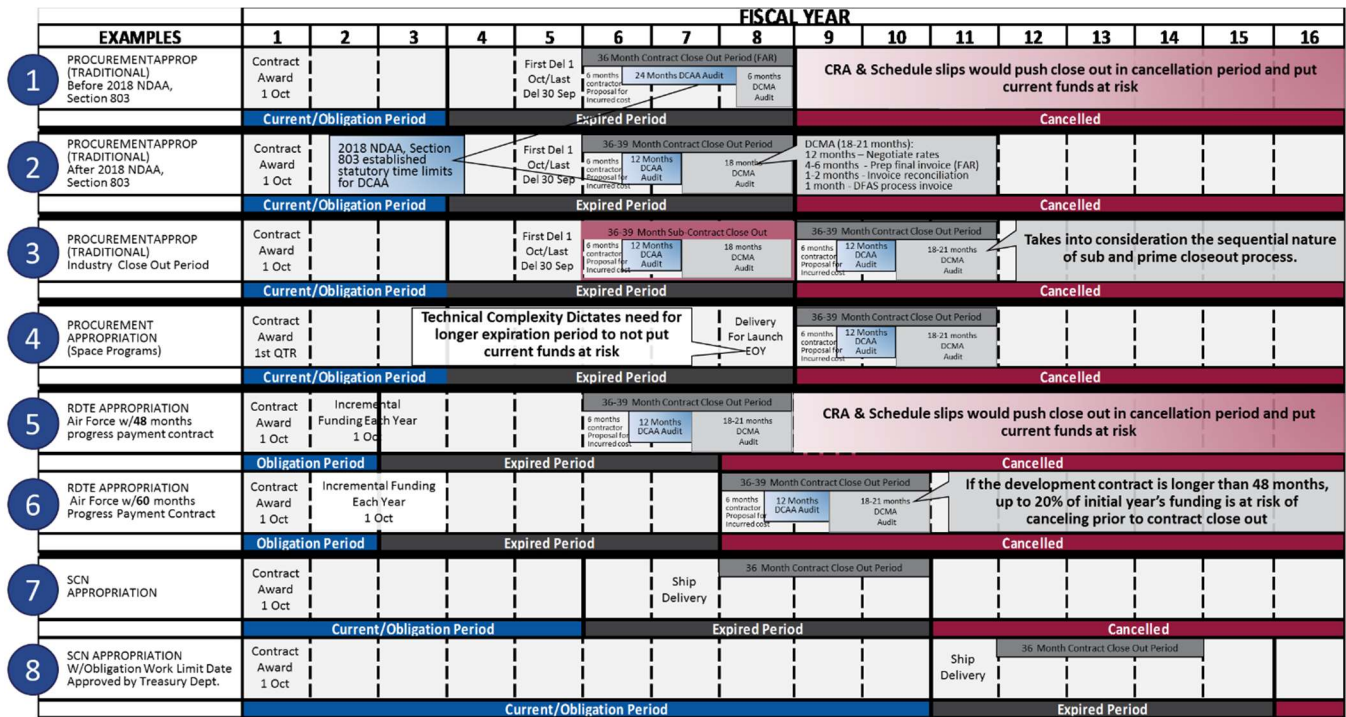 FISCAL YEAR
EXAMPLES 1 2 3 4 5 6 7 8 9 10 11 12 13 14 15 16
1
PROCUREMENTAPPROP
(TRADITIONAL)
Before 2018 NDAA,
Section 803
Contract
Award
1 Oct
First Del 1
Oct/Last
Del 30 Sep
36 Month Contract Close Out Period (FAR)
6 months
contractor
Proposal for
Incurred cost
24 Months DCAA Audit
6 months
DCMA
Audit
CRA & Schedule slips would push close out in cancellation period and put
current funds at risk
Current/Obligation Period
Expired Period
Cancelled
2
PROCUREMENTAPPROP
(TRADITIONAL)
After 2018 NDAA,
Section 803
Contract
Award
1 Oct
2018 NDAA, Section
803 established
statutory time limits
for DCAA
First Del 1
Oct/Last
Del 30 Sep
36-39 Month Contract Close Out Period
6 months
contractor
Proposal for
Incurred cost
12 Months
DCAA
Audit
18 months
DCMA
Audit
DCMA (18-21 months):
12 months – Negotiate rates
4-6 months - Prep final invoice (FAR)
1-2 months - Invoice reconciliation
1 month - DFAS process invoice
Current/Obligation Period
Expired Period
Cancelled
3
PROCUREMENTAPPROP
(TRADITIONAL)
Industry Close Out Period
Contract
Award
1 Oct
First Del 1
Oct/Last
Del 30 Sep
36-39 Month Sub-Contract Close Out
6 months
contractor
Proposal for
Incurred cost
12 Months
DCAA
Audit
18 months
DCMA
Audit
36-39 Month Contract Close Out Period
6 months
contractor
Proposal for
Incurred cost
12 Months
DCAA
Audit
18-21 months
DCMA
Audit
Takes into consideration the sequential nature
of sub and prime closeout process.
Current/Obligation Period
Expired Period
Cancelled
4
PROCUREMENT
APPROPRIATION
(Space Programs)
Contract
Award
1st QTR
Technical Complexity Dictates need for
longer expiration period to not put
current funds at risk
Delivery
For Launch
EOY
36-39 Month Contract Close Out Period
6 months
contractor
Proposal for
Incurred cost
12 Months
DCAA
Audit
18-21 months
DCMA
Audit
Current/Obligation Period
Expired Period
Cancelled
5
RDTE APPROPRIATION
Air Force w/48 months
progress payment contract
Contract
Award
1 Oct
Incremental
Funding Each Year
1 Oct
36-39 Month Contract Close Out Period
6 months
contractor
Proposal for
Incurred cost
12 Months
DCAA Audit
18-21 months
DCMA
Audit
CRA & Schedule slips would push close out in cancellation period and put
current funds at risk
Obligation Period
Expired Period
Cancelled
6
RDTE APPROPRIATION
Air Force w/60 months
Progress Payment Contract
Contract
Award
1 Oct
Incremental Funding
Each Year
1 Oct
36-39 Month Contract Close Out Period
6 months
contractor
Proposal for
Incurred cost
12 Months
DCAA Audit
18-21 months
DCMA
Audit
If the development contract is longer than 48 months,
up to 20% of initial year's funding is at risk of
canceling prior to contract close out
Obligation Period
Expired Period
Cancelled
7
SCN
APPROPRIATION
Contract
Award
1 Oct
Ship
Delivery
36 Month Contract Close Out Period
Current/Obligation Period
Expired Period
Cancelled
8
SCN APPROPRIATION
W/Obligation Work Limit Date
Approved by Treasury Dept.
Contract
Award
1 Oct
Ship
Delivery
36 Month Contract Close Out Period
Current/Obligation Period
Expired Period